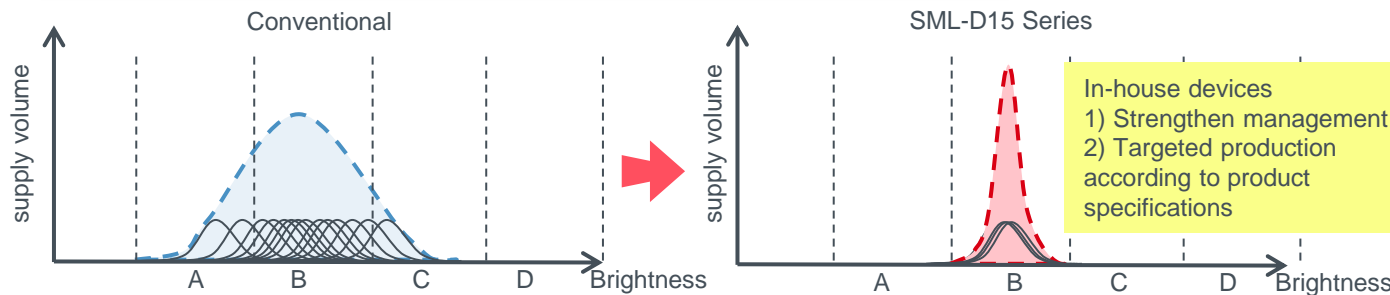 Conventional
supply volume
A B C D Brightness
SML-D15 Series
supply volume
In-house devices
1) Strengthen management
2) Targeted production
according to product
specifications
A B C D Brightness